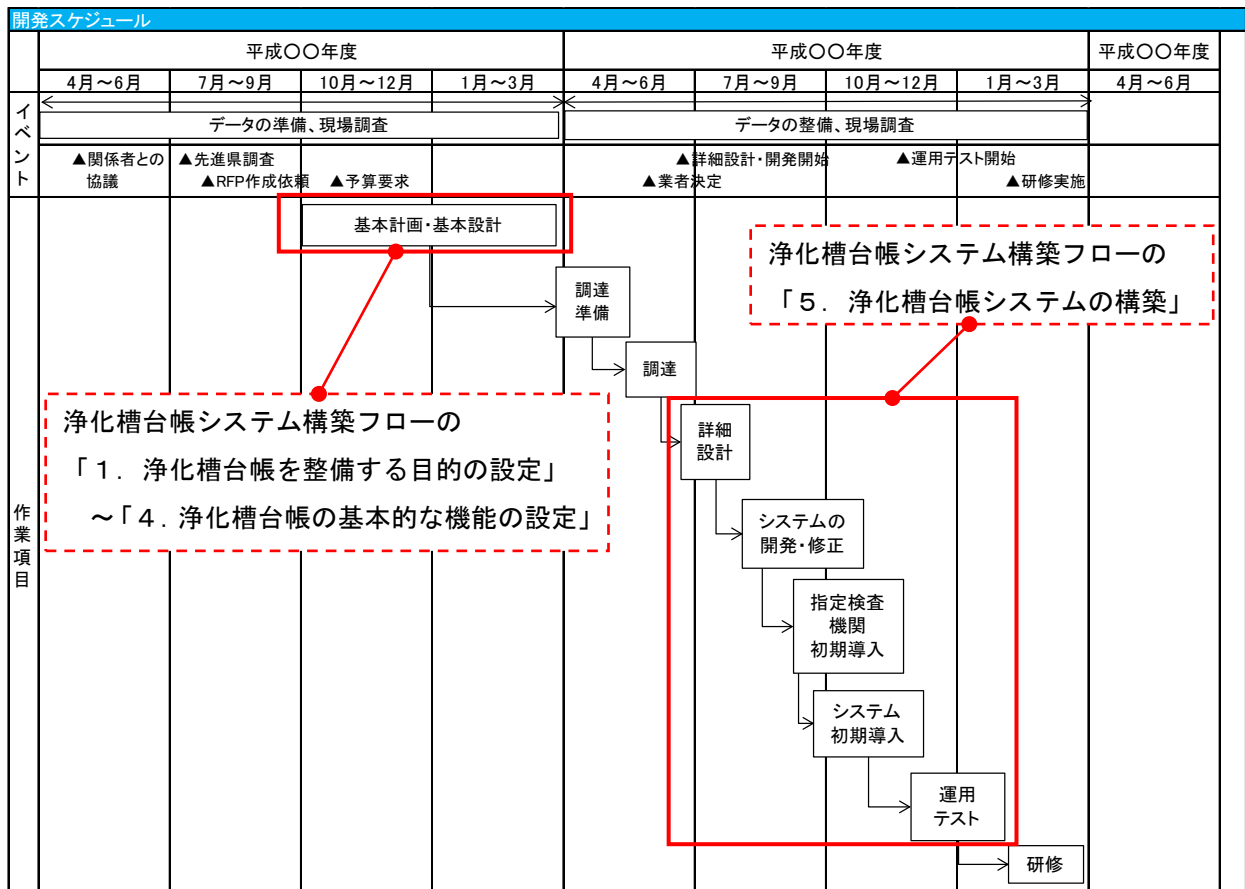 開発スケジュール
平成〇〇年度 平成〇〇年度 平成〇〇年度
4月～6月 7月～9月 10月～12月 1月～3月 4月～6月 7月～9月 10月～12月 1月～3月 4月～6月
イベント
データの準備、現場調査 データの整備、現場調査
▲関係者との ▲先進県調査 ▲詳細設計・開発開始 ▲運用テスト開始
協議 ▲RFP作成依頼 ▲予算要求 ▲業者決定 ▲研修実施
作業項目
基本計画・基本設計
浄化槽台帳システム構築フローの
「５．浄化槽台帳システムの構築」
調達
準備
調達
浄化槽台帳システム構築フローの
「１．浄化槽台帳を整備する目的の設定」
～「４．浄化槽台帳の基本的な機能の設定」
詳細
設計
システムの
開発・修正
指定検査
機関
初期導入
システム
初期導入
運用
テスト
研修